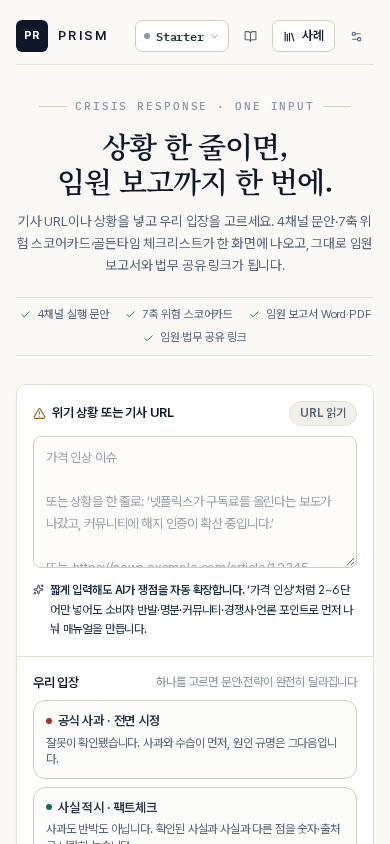 PR PRISM Starter 사례
CRISIS RESPONSE · ONE INPUT
상황 한 줄이면,
임원 보고까지 한 번에.
기사 URL이나 상황을 넣고 우리 입장을 고르세요. 4채널 문안·7축 위
험 스코어카드·골든타임 체크리스트가 한 화면에 나오고, 그대로 임원
보고서와 법무 공유 링크가 됩니다.
4채널 실행 문안 7축 위험 스코어카드 임원 보고서 Word·PDF
임원·법무 공유 링크
위기 상황 또는 기사 URL URL 읽기
가격 인상 이슈
또는 상황을 한 줄로: ‘넷플릭스가 구독료를 올린다는 보도가
나갔고, 커뮤니티에 해지 인증이 확산 중입니다.’
또는 https://news.example.com/article/12345
짧게 입력해도 AI가 쟁점을 자동 확장합니다. ‘가격 인상’처럼 2~6단
어만 넣어도 소비자 반발·명분·커뮤니티·경쟁사·언론 포인트로 먼저 나
눠 매뉴얼을 만듭니다.
우리 입장 하나를 고르면 문안·전략이 완전히 달라집니다
공식 사과 · 전면 시정
잘못이 확인됐습니다. 사과와 수습이 먼저, 원인 규명은 그다음입니
다.
사실 적시 · 팩트체크
사과도 반박도 아닙니다. 확인된 사실과 사실과 다른 점을 숫자·출처